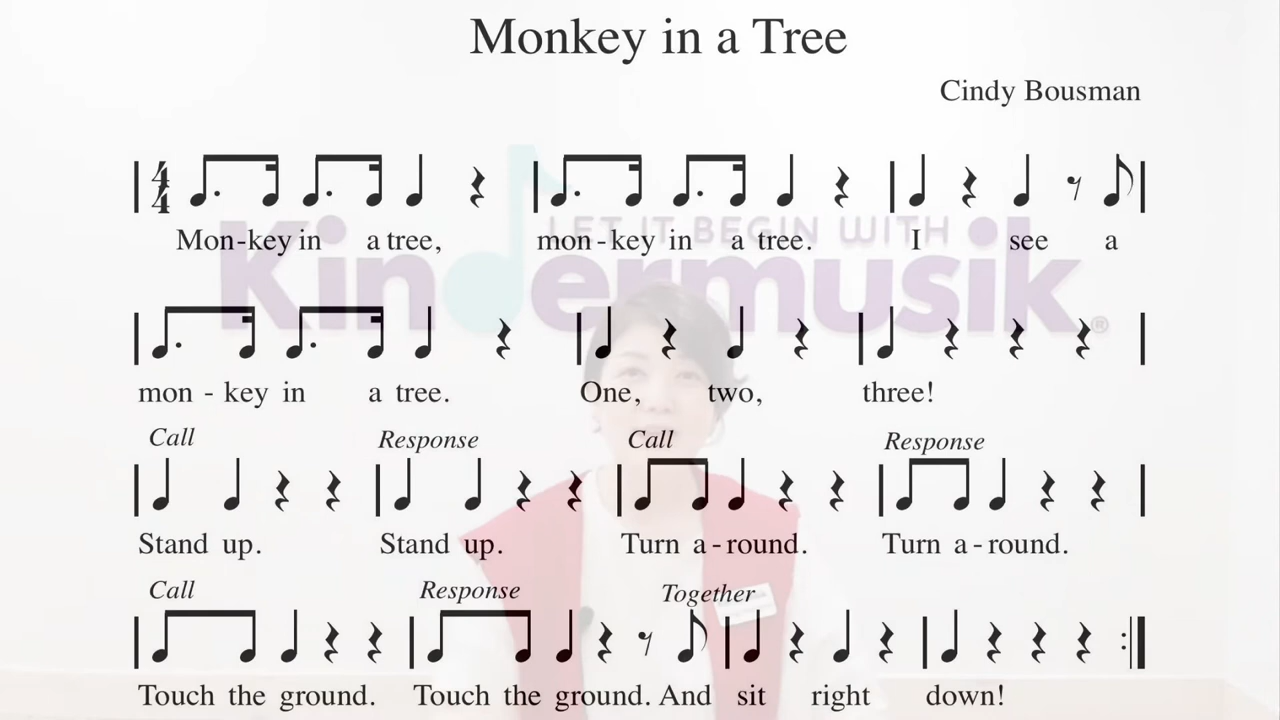 Monkey in a Tree
Cindy Bousman
4
4
LET IT BEGIN WITH
Kindermusik®
Mon-key in a tree, mon-key in a tree. I see a
mon - key in a tree. One, two, three!
Call Response Call Response
Stand up. Stand up. Turn a-round. Turn a-round.
Call Response Together
Touch the ground. Touch the ground. And sit right down!